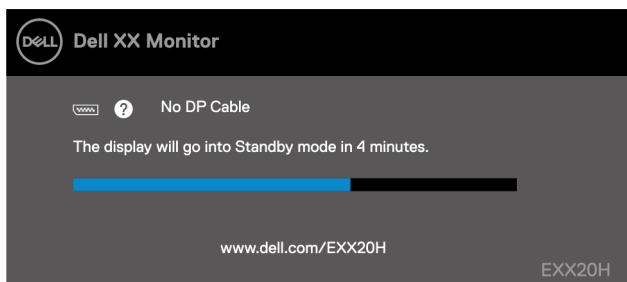 DELL Dell XX Monitor
? No DP Cable
The display will go into Standby mode in 4 minutes.
www.dell.com/EXX20H
EXX20H